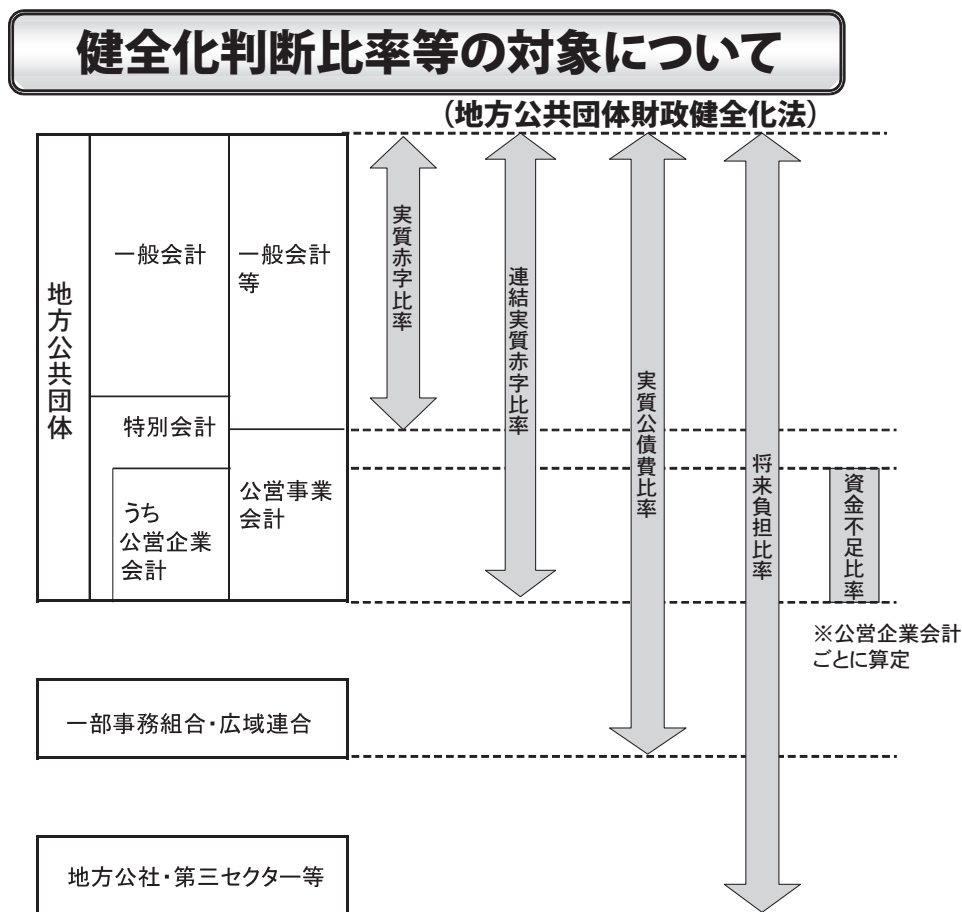 健全化判断比率等の対象について
(地方公共団体財政健全化法)
地方公共団体
一般会計
一般会計
等
特別会計
うち
公営企業
会計
公営事業
会計
実質赤字比率
連結実質赤字比率
実質公債費比率
将来負担比率
資金不足比率
※公営企業会計
ごとに算定
一部事務組合・広域連合
地方公社・第三セクター等